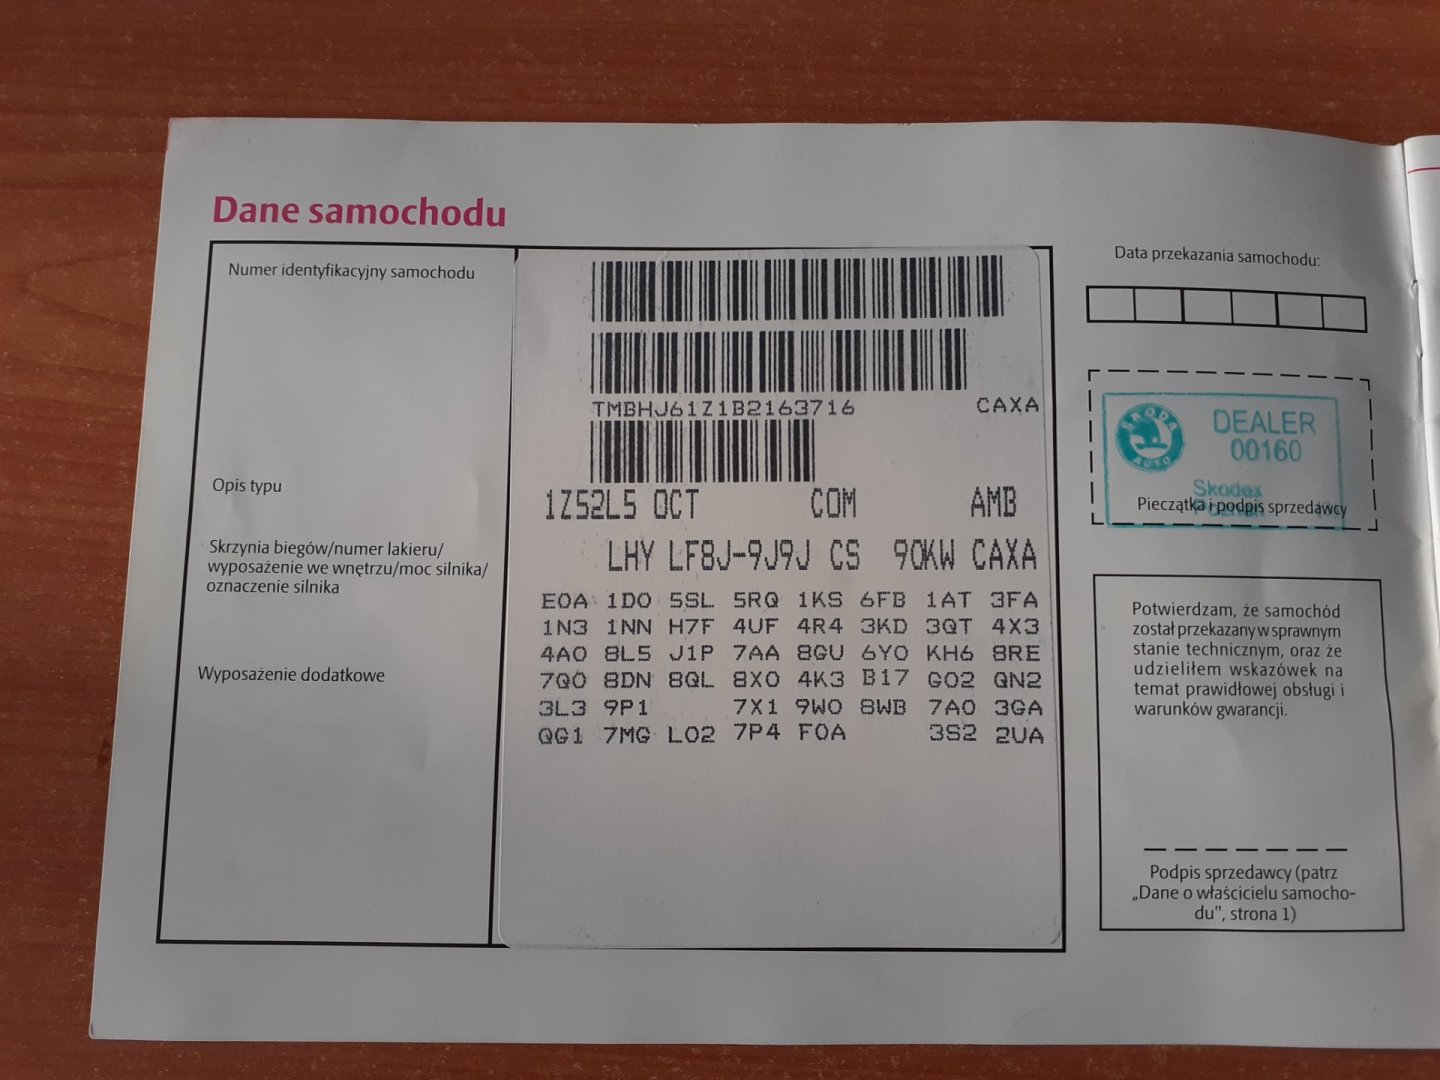 Dane samochodu
Numer identyfikacyjny samochodu
TMBHJ61Z1B2163716 CAXA
Opis typu
1Z52L5 OCT COM AMB
Skrzynia biegów/numer lakieru/
wyposażenie we wnętrzu/moc silnika/
oznaczenie silnika
LHY LF8J-9J9J CS 90KW CAXA
Wyposażenie dodatkowe
E0A 1D0 5SL 5RQ 1KS 6FB 1AT 3FA
1N3 1NN H7F 4UF 4R4 3KD 3QT 4X3
4A0 8L5 J1P 7AA 8GU 6Y0 KH6 8RE
7Q0 8DN 8QL 8X0 4K3 B17 G02 QN2
3L3 9P1 7X1 9W0 8WB 7A0 3GA
QG1 7MG L02 7P4 F0A 3S2 2UA
Data przekazania samochodu:
ŠKODA
AUTO
DEALER
00160
Skodex
Pieczątka i podpis sprzedawcy
Potwierdzam, że samochód
został przekazany w sprawnym
stanie technicznym, oraz że
udzieliłem wskazówek na
temat prawidłowej obsługi i
warunków gwarancji.
Podpis sprzedawcy (patrz
„Dane o właścicielu samocho-
du", strona 1)